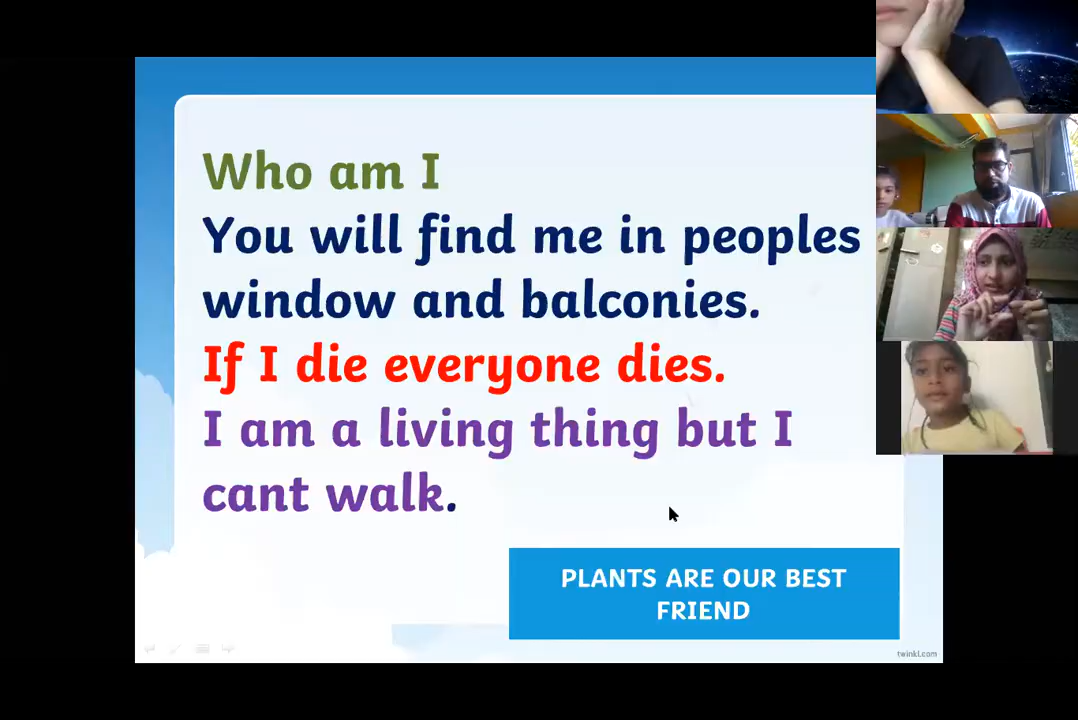 Who am I
You will find me in peoples
window and balconies.
If I die everyone dies.
I am a living thing but I
cant walk.
PLANTS ARE OUR BEST
FRIEND
twinkl.com